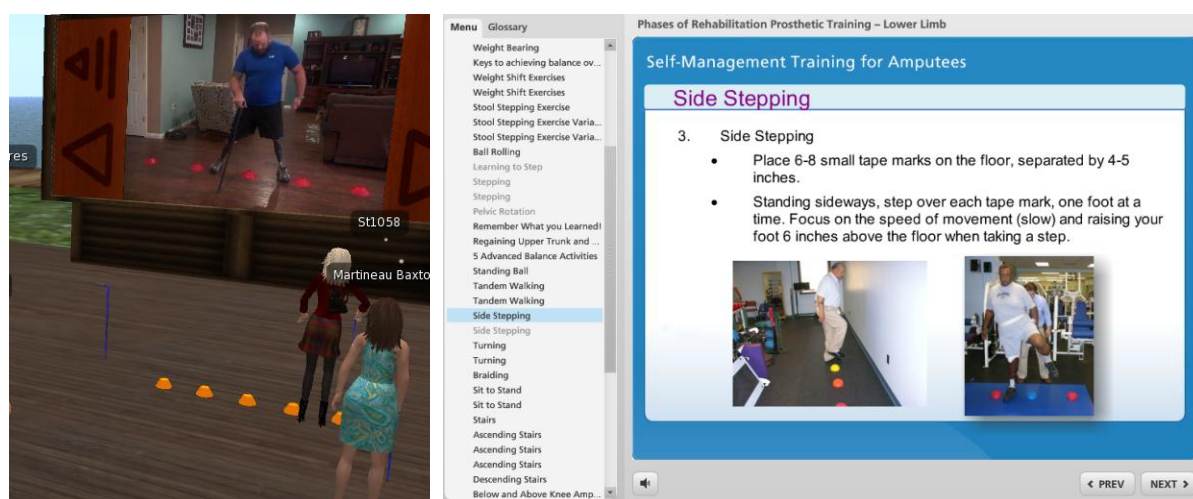 res
St1058
Martineau Baxto
Menu Glossary
Weight Bearing
Keys to achieving balance ov...
Weight Shift Exercises
Weight Shift Exercises
Stool Stepping Exercise
Stool Stepping Exercise Varia...
Stool Stepping Exercise Varia...
Ball Rolling
Learning to Step
Stepping
Stepping
Pelvic Rotation
Remember What you Learned!
Regaining Upper Trunk and ...
5 Advanced Balance Activities
Standing Ball
Tandem Walking
Tandem Walking
Side Stepping
Side Stepping
Turning
Turning
Braiding
Sit to Stand
Sit to Stand
Stairs
Ascending Stairs
Ascending Stairs
Ascending Stairs
Descending Stairs
Below and Above Knee Amp...
Phases of Rehabilitation Prosthetic Training – Lower Limb
Self-Management Training for Amputees
Side Stepping
3. Side Stepping
• Place 6-8 small tape marks on the floor, separated by 4-5
inches.
• Standing sideways, step over each tape mark, one foot at a
time. Focus on the speed of movement (slow) and raising your
foot 6 inches above the floor when taking a step.
< PREV
NEXT >